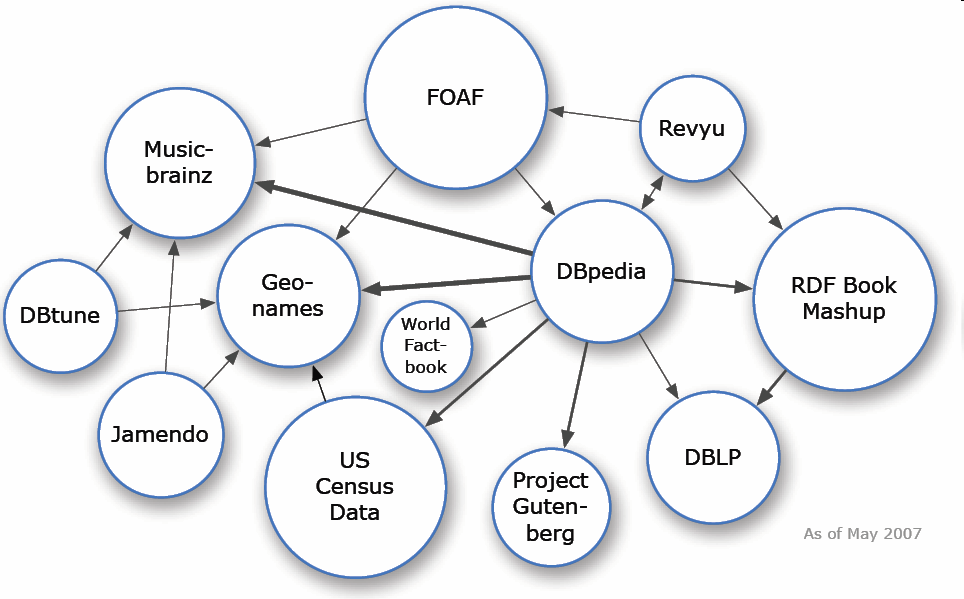 FOAF
Revyu
Music-
brainz
DBpedia
Geo-
names
RDF Book
Mashup
DBtune
World
Fact-
book
Jamendo
US
Census
Data
Project
Guten-
berg
DBLP
As of May 2007